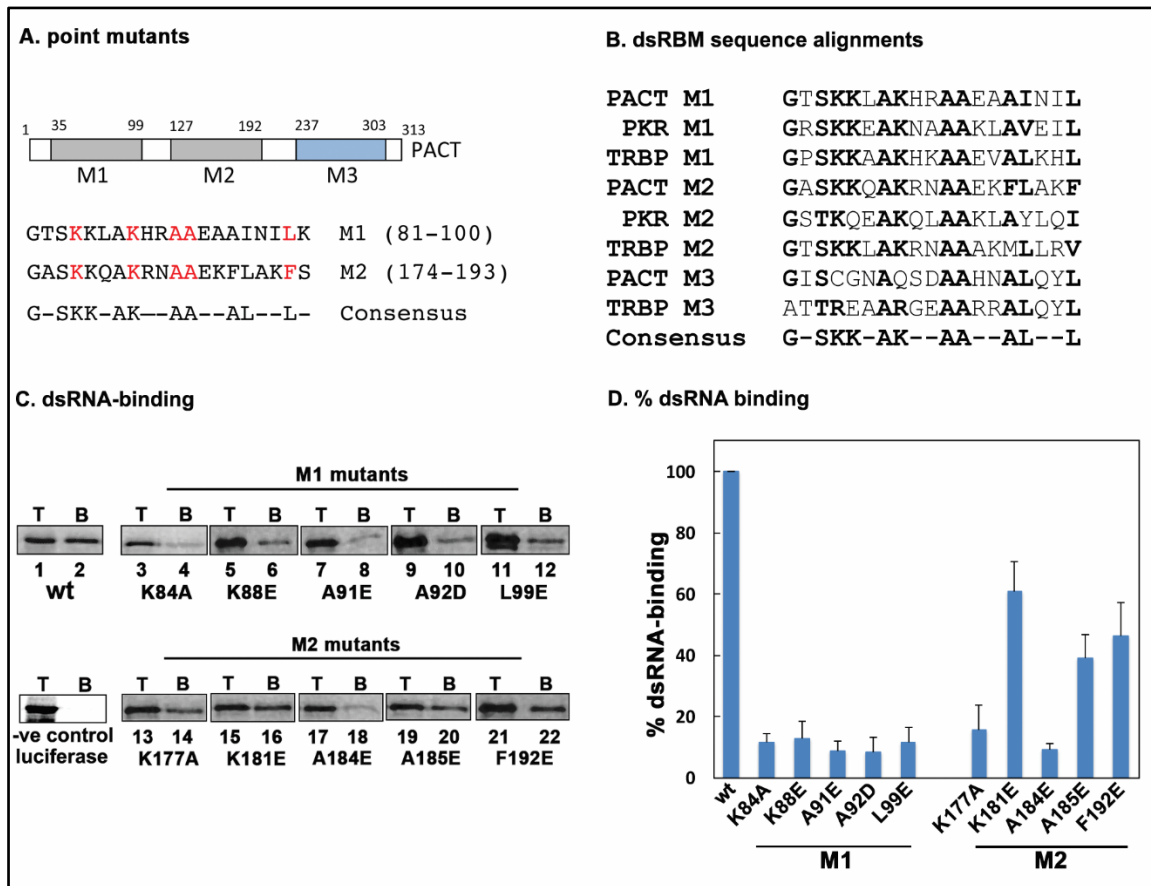 A. point mutants
1 35 99 127 192 237 303 313 PACT
M1 M2 M3
GTSKKLAKHRAAEAAINILK M1 (81-100)
GASKKQAKRNAAEKFLAKFS M2 (174-193)
G-SKK-AK--AA--AL--L- Consensus
B. dsRBM sequence alignments
PACT M1 GTSKKLAKHRAAEAAINIL
PKR M1 GRSKKEAKNAAAKLAVEIL
TRBP M1 GPSKKAAKHKAAEVALKHL
PACT M2 GASKKQAKRNAAEKFLAKF
PKR M2 GSTKQEAKQLAAKLAYLQI
TRBP M2 GTSKKLAKRNAAAKMLLRV
PACT M3 GISCGNAQSDAAHNALQYL
TRBP M3 ATTREAARGEAARRALQYL
Consensus G-SKK-AK--AA--AL--L
C. dsRNA-binding
M1 mutants
T B T B T B T B T B T B
1 2 3 4 5 6 7 8 9 10 11 12
wt K84A K88E A91E A92D L99E
M2 mutants
T B T B T B T B T B T B
-ve control 13 14 15 16 17 18 19 20 21 22
luciferase K177A K181E A184E A185E F192E
D. % dsRNA binding
% dsRNA-binding
100
80
60
40
20
0
wt K84A K88E A91E A92D L99E K177A K181E A184E A185E F192E
M1 M2